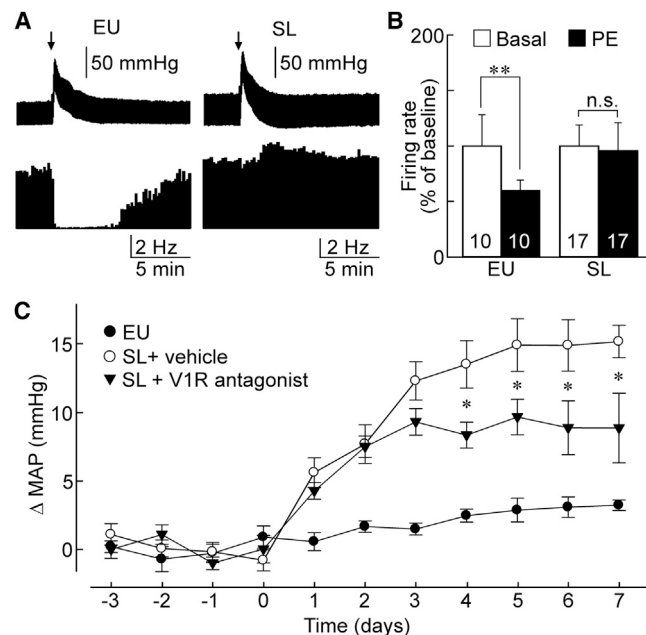 A
EU
SL
50 mmHg
50 mmHg
2 Hz
5 min
2 Hz
5 min
B
Basal
PE
Firing rate
(% of baseline)
200
100
0
**
n.s.
10
10
17
17
EU
SL
C
EU
SL+ vehicle
SL + V1R antagonist
Δ MAP (mmHg)
15
10
5
0
*
*
*
*
-3
-2
-1
0
1
2
3
4
5
6
7
Time (days)